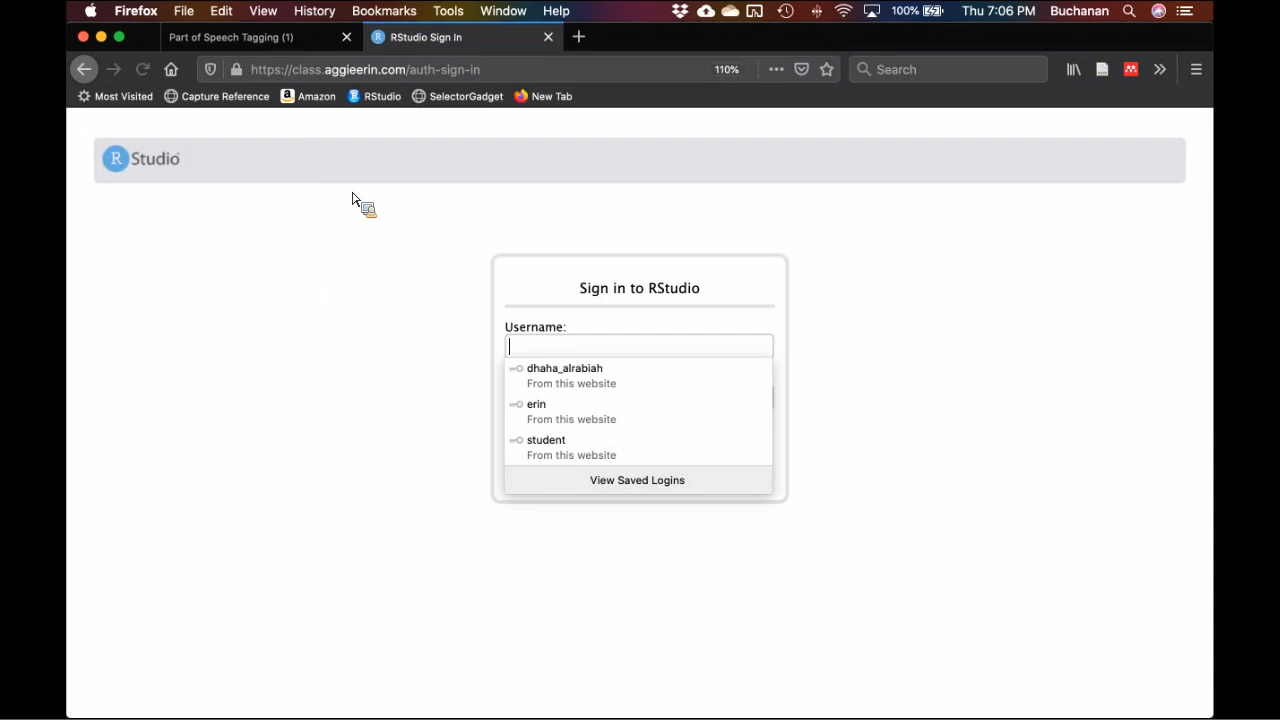 Firefox File Edit View History Bookmarks Tools Window Help 100% Thu 7:06 PM Buchanan
Part of Speech Tagging (1) RStudio Sign In
https://class.aggieerin.com/auth-sign-in 110% Search
Most Visited Capture Reference Amazon RStudio SelectorGadget New Tab
R Studio
Sign in to RStudio
Username:
dhaha_alrabiah
From this website
erin
From this website
student
From this website
View Saved Logins